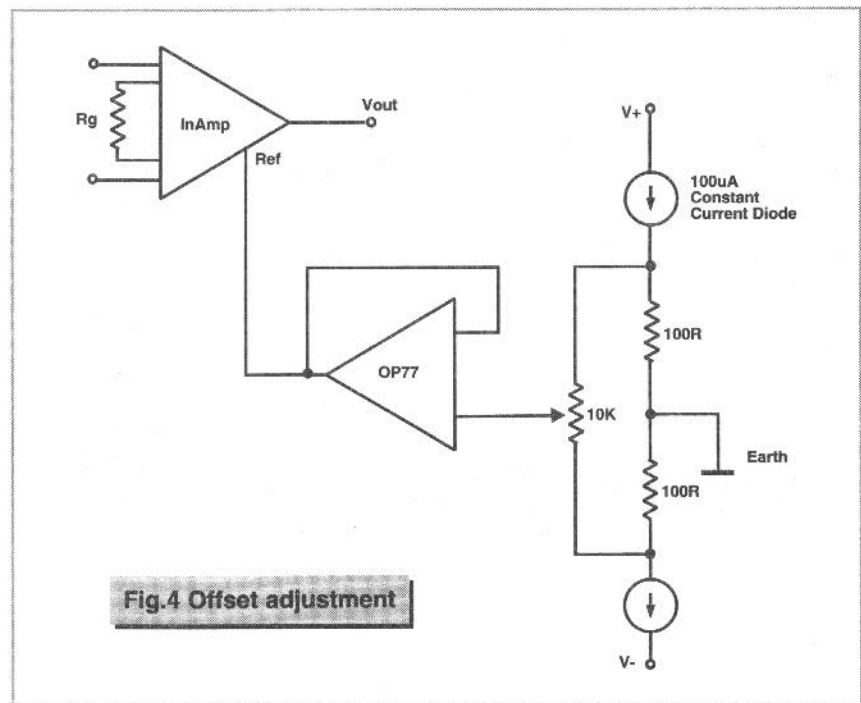 Vout
InAmp
Rg
Ref
V+
100uA
Constant
Current Diode
100R
OP77
10K
Earth
100R
Fig.4 Offset adjustment
V-